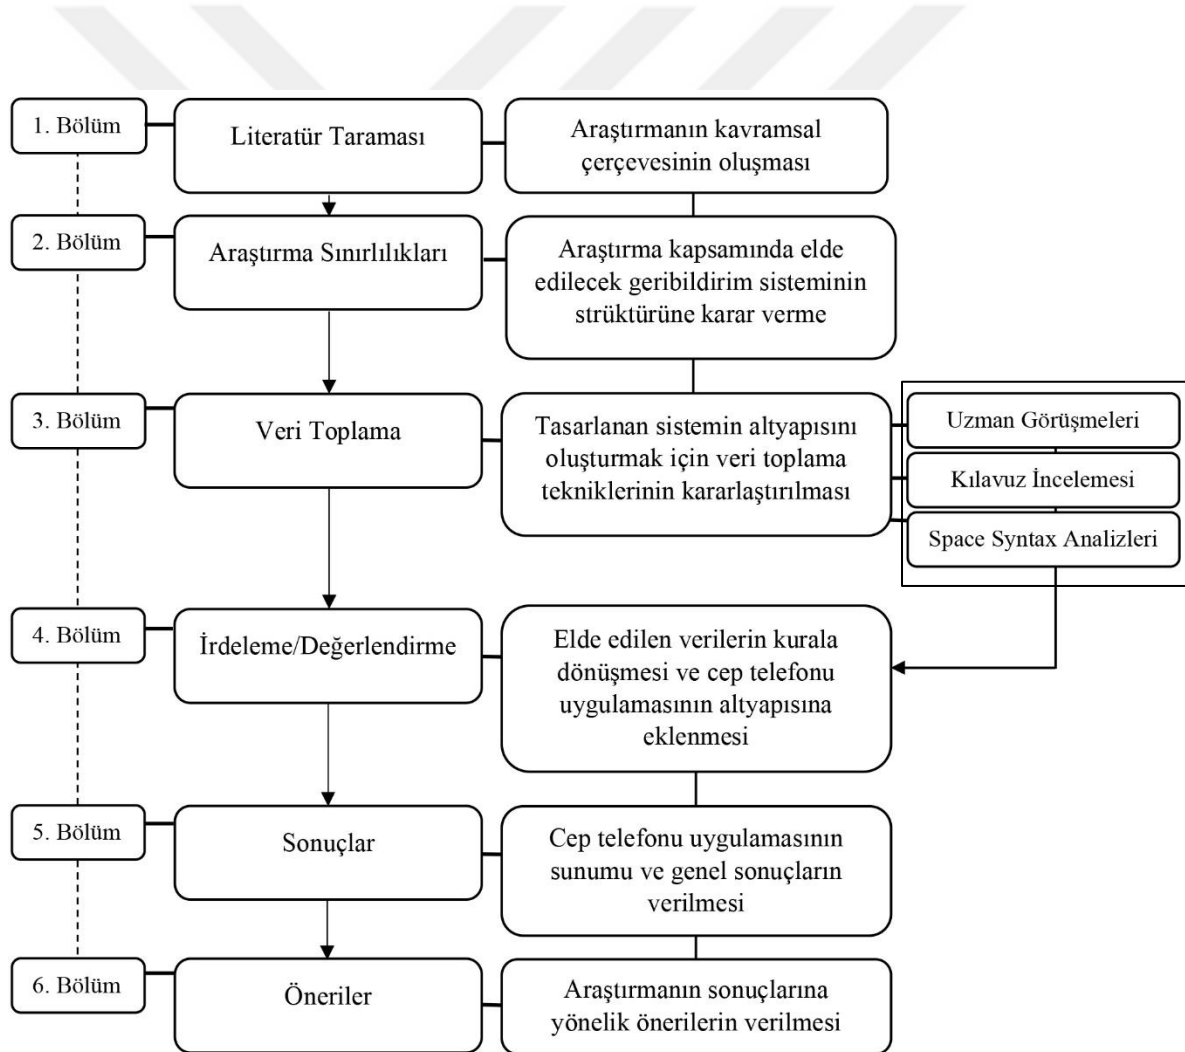 1. Bölüm
Literatür Taraması
Araştırmanın kavramsal
çerçevesinin oluşması
2. Bölüm
Araştırma Sınırlılıkları
Araştırma kapsamında elde
edilecek geribildirim sisteminin
strüktürüne karar verme
3. Bölüm
Veri Toplama
Tasarlanan sistemin altyapısını
oluşturmak için veri toplama
tekniklerinin kararlaştırılması
Uzman Görüşmeleri
Kılavuz İncelemesi
Space Syntax Analizleri
4. Bölüm
İrdeleme/Değerlendirme
Elde edilen verilerin kurala
dönüşmesi ve cep telefonu
uygulamasının altyapısına
eklenmesi
5. Bölüm
Sonuçlar
Cep telefonu uygulamasının
sunumu ve genel sonuçların
verilmesi
6. Bölüm
Öneriler
Araştırmanın sonuçlarına
yönelik önerilerin verilmesi